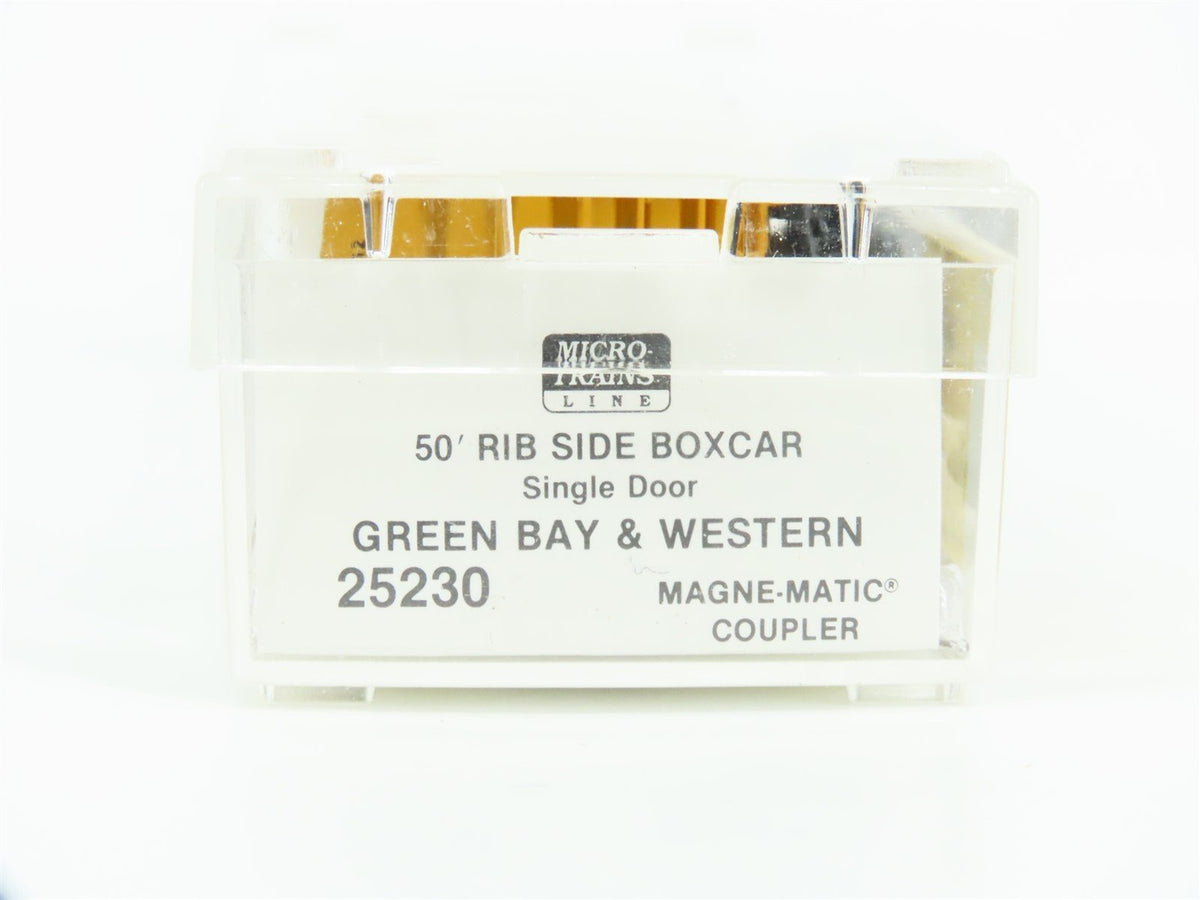 MICRO-
TRAINS
LINE
50' RIB SIDE BOXCAR
Single Door
GREEN BAY & WESTERN
25230
MAGNE-MATIC®
COUPLER